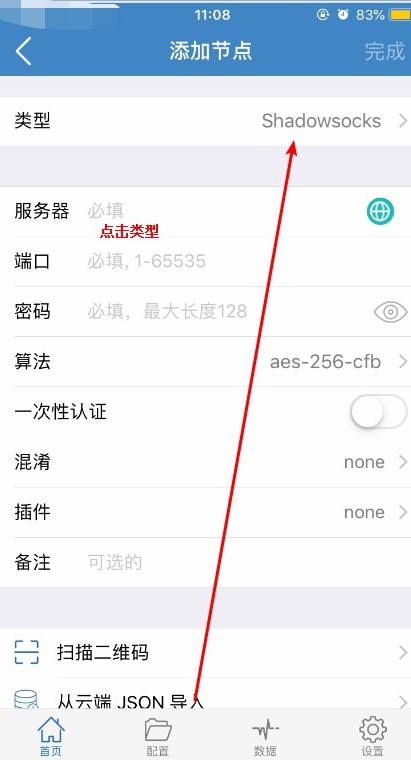 11:08 83%
添加节点 完成
类型 Shadowsocks
服务器 必填
点击类型
端口 必填, 1-65535
密码 必填，最大长度128
算法 aes-256-cfb
一次性认证
混淆 none
插件 none
备注 可选的
扫描二维码
从云端 JSON 导入
首页 配置 数据 设置